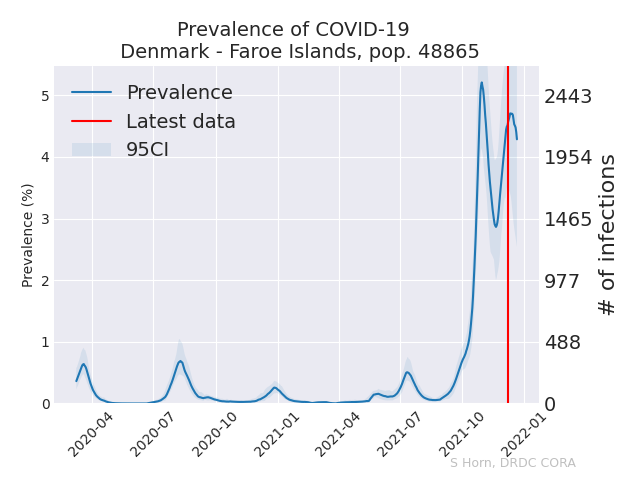 Prevalence of COVID-19
Denmark - Faroe Islands, pop. 48865
Prevalence
Latest data
95CI
Prevalence (%)
5
4
3
2
1
0
2443
1954
1465
977
488
0
# of infections
2020-04
2020-07
2020-10
2021-01
2021-04
2021-07
2021-10
2022-01
S Horn, DRDC CORA